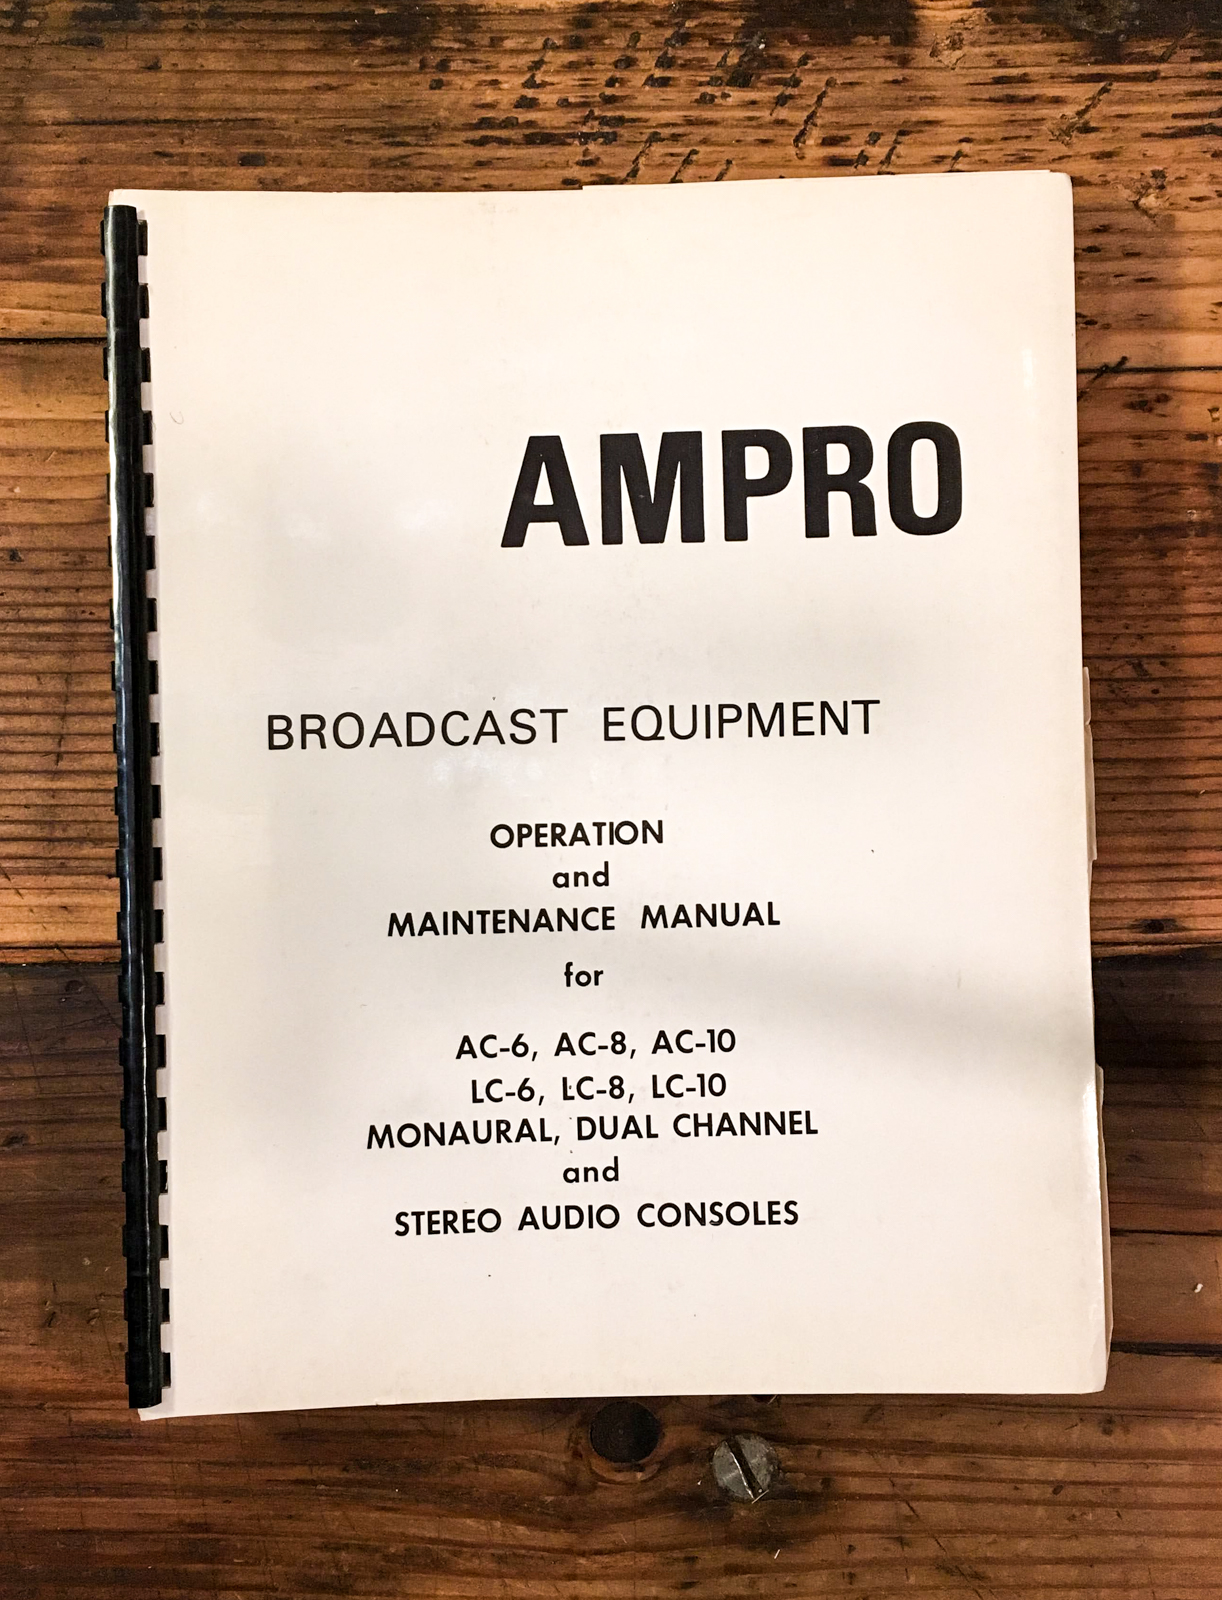 AMPRO
BROADCAST EQUIPMENT
OPERATION
and
MAINTENANCE MANUAL
for
AC-6, AC-8, AC-10
LC-6, LC-8, LC-10
MONAURAL, DUAL CHANNEL
and
STEREO AUDIO CONSOLES